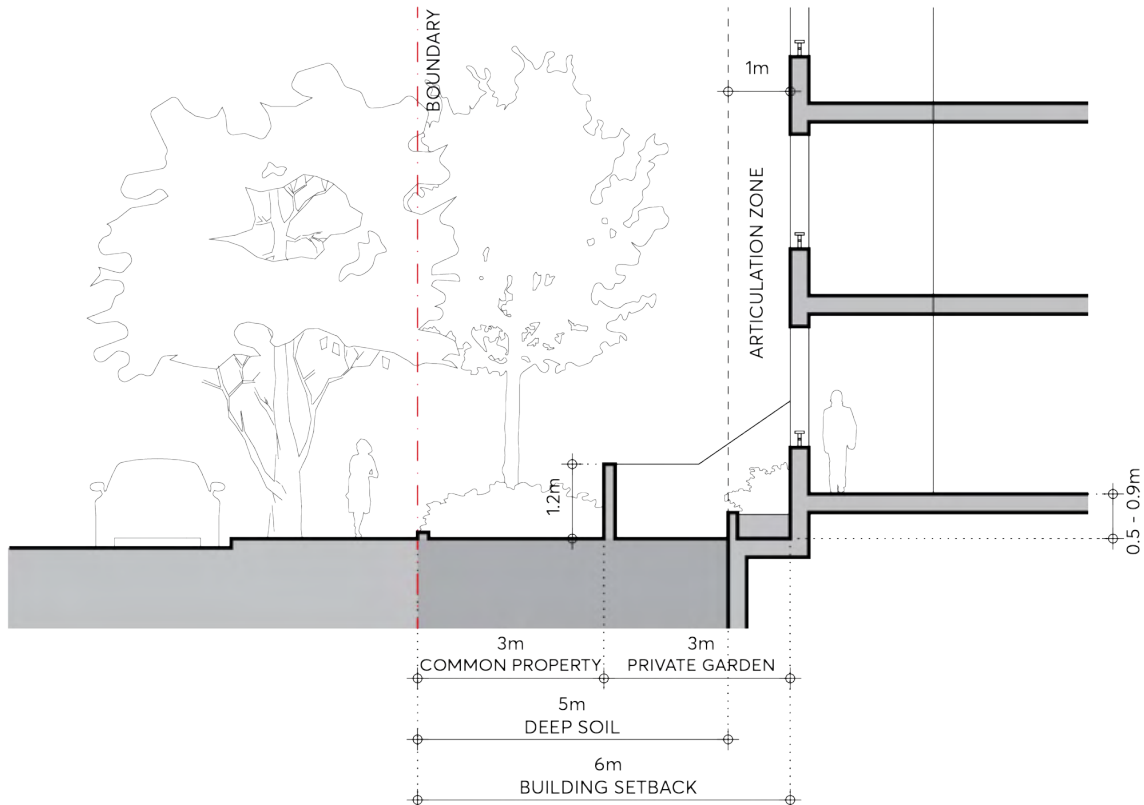 BOUNDARY
1m
ARTICULATION ZONE
1.2m
0.5 - 0.9m
3m
COMMON PROPERTY
3m
PRIVATE GARDEN
5m
DEEP SOIL
6m
BUILDING SETBACK